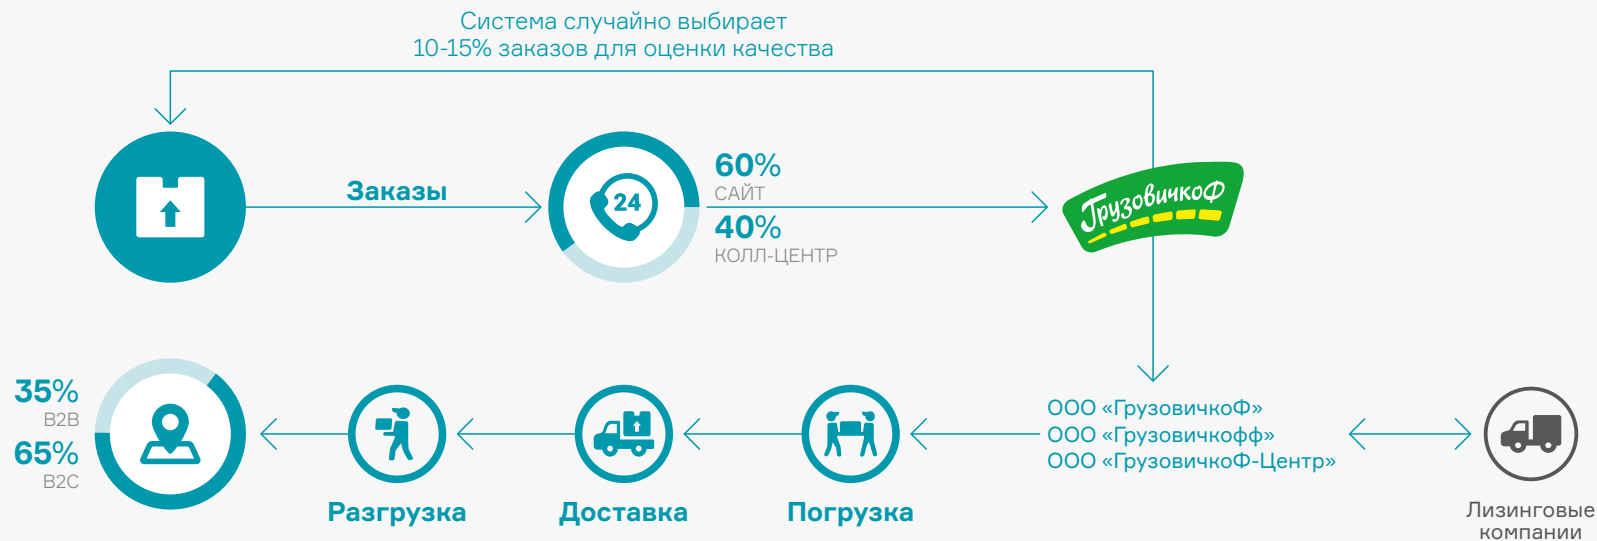 Система случайно выбирает
10-15% заказов для оценки качества
Заказы
24
60%
САЙТ
40%
КОЛЛ-ЦЕНТР
ГрузовичкоФ
35%
B2B
65%
B2C
Разгрузка
Доставка
Погрузка
ООО «ГрузовичкоФ»
ООО «Грузовичкофф»
ООО «ГрузовичкоФ-Центр»
Лизинговые
компании